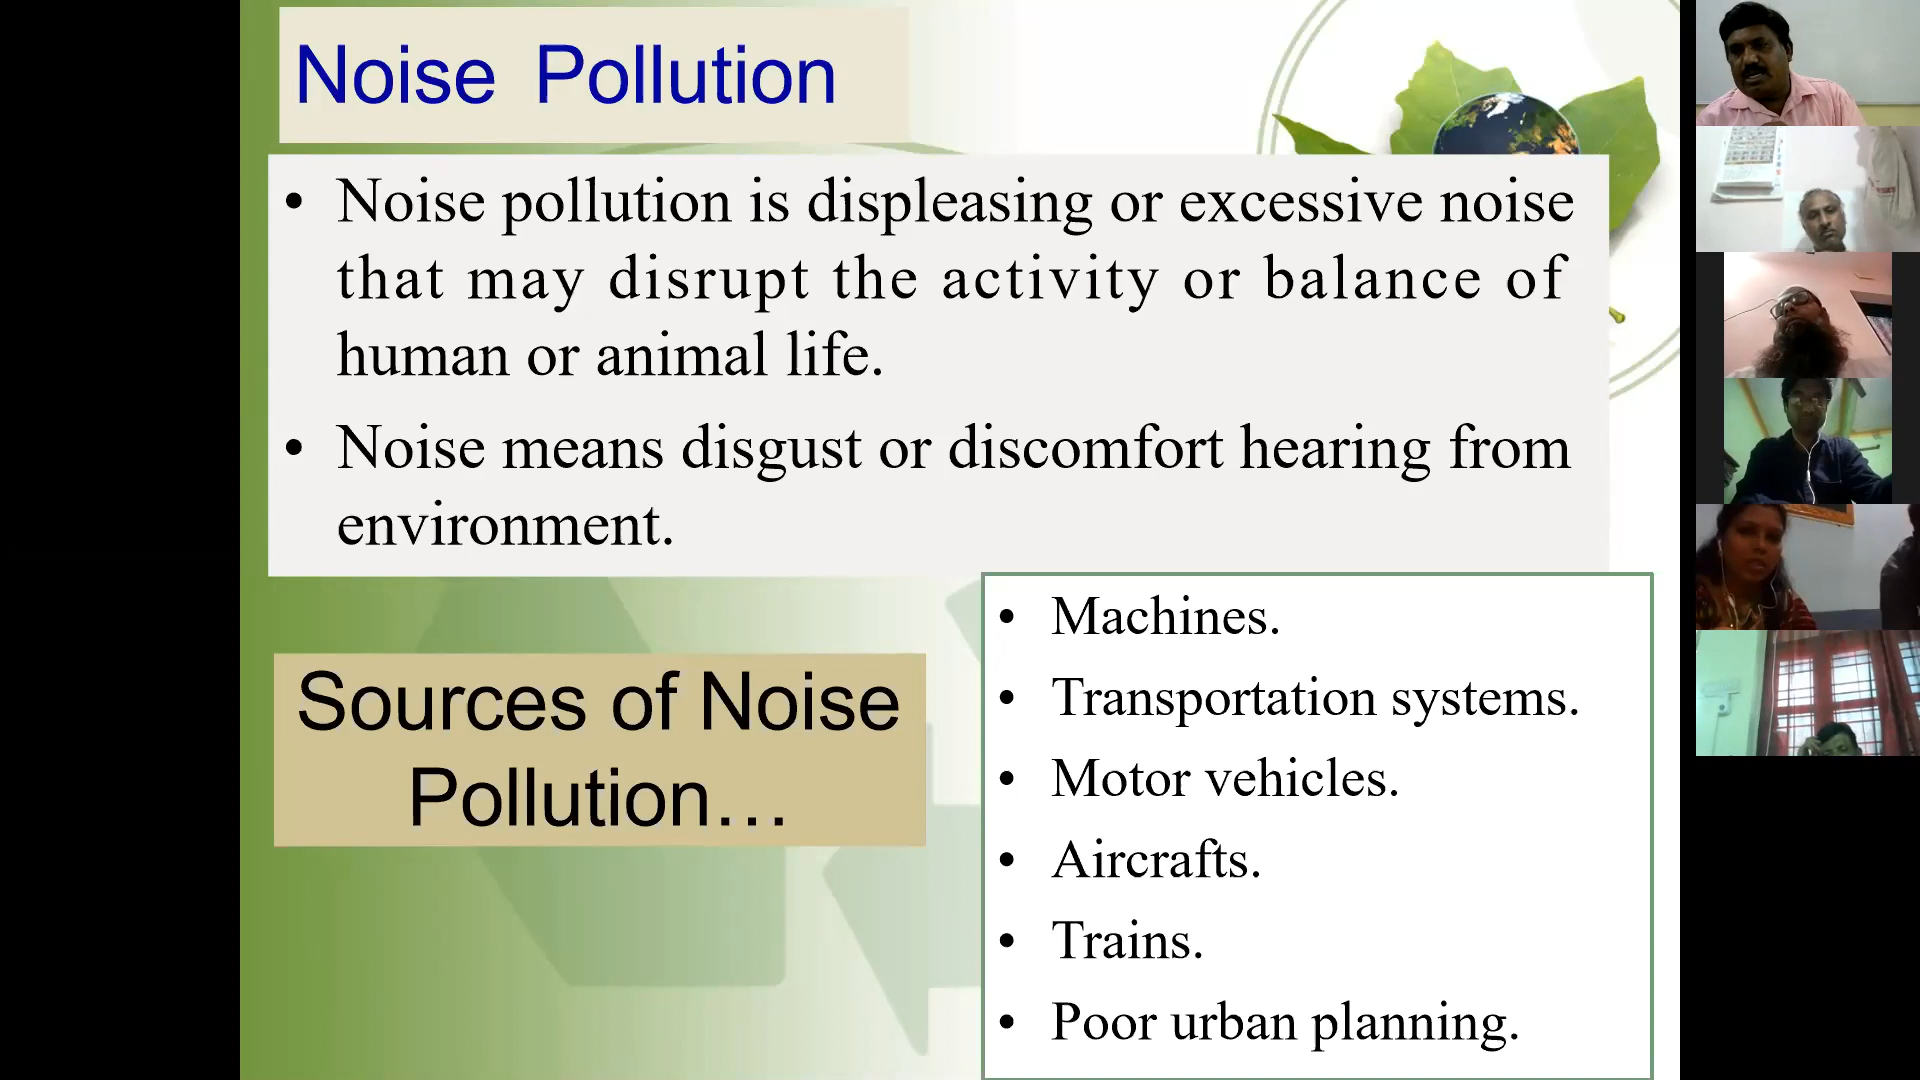 Noise Pollution
• Noise pollution is displeasing or excessive noise
that may disrupt the activity or balance of
human or animal life.
• Noise means disgust or discomfort hearing from
environment.
Sources of Noise
Pollution…
• Machines.
• Transportation systems.
• Motor vehicles.
• Aircrafts.
• Trains.
• Poor urban planning.